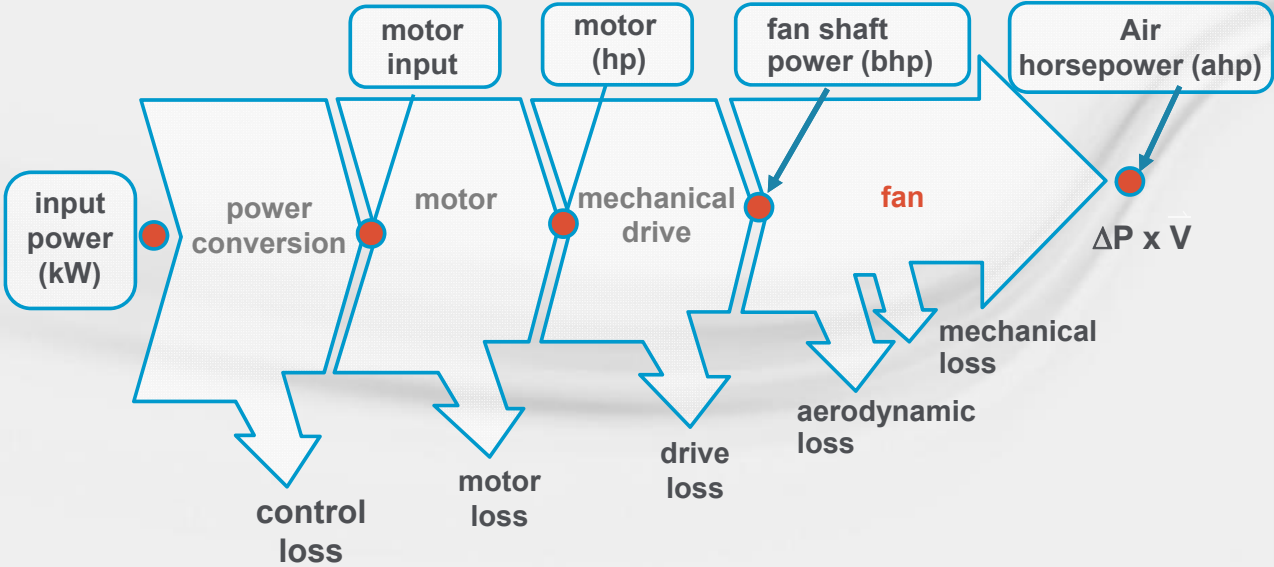 motor
input
motor
(hp)
fan shaft
power (bhp)
Air
horsepower (ahp)
input
power
(kW)
power
conversion
motor
mechanical
drive
fan
ΔP x V
control
loss
motor
loss
drive
loss
aerodynamic
loss
mechanical
loss